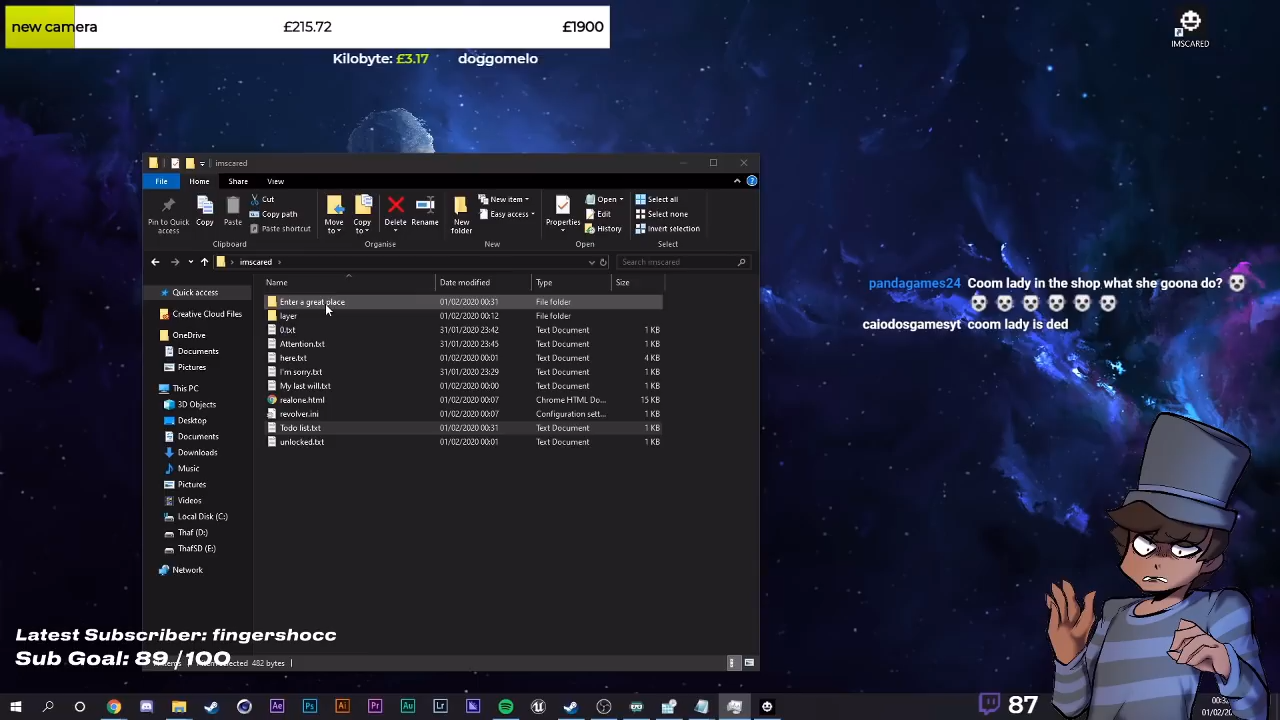 new camera £215.72 £1900
Kilobyte: £3.17 doggomelo
IMSCARED
imscared
File Home Share View
Pin to Quick access
Copy
Paste
Cut
Copy path
Paste shortcut
Clipboard
Move to
Copy to
Delete
Rename
Organise
New folder
New item
Easy access
New
Properties
Open
Edit
History
Open
Select all
Select none
Invert selection
Select
imscared
Search imscared
Name Date modified Type Size
Enter a great place 01/02/2020 00:31 File folder
layer 01/02/2020 00:12 File folder
0.txt 31/01/2020 23:42 Text Document 1 KB
Attention.txt 31/01/2020 23:45 Text Document 1 KB
here.txt 01/02/2020 00:01 Text Document 4 KB
I'm sorry.txt 31/01/2020 23:29 Text Document 1 KB
My last will.txt 01/02/2020 00:00 Text Document 1 KB
realone.html 01/02/2020 00:07 Chrome HTML Do... 15 KB
revolver.ini 01/02/2020 00:07 Configuration sett... 1 KB
Todo list.txt 01/02/2020 00:31 Text Document 1 KB
unlocked.txt 01/02/2020 00:01 Text Document 1 KB
Quick access
Creative Cloud Files
OneDrive
Documents
Pictures
This PC
3D Objects
Desktop
Documents
Downloads
Music
Pictures
Videos
Local Disk (C:)
Thaf (D:)
ThafSD (E:)
Network
pandagames24 Coom lady in the shop what she goona do?
caiodosgamesyt coom lady is ded
Latest Subscriber: fingershocc
Sub Goal: 89 /100
482 bytes
Ae Ps Ai Pr Au Lr
87